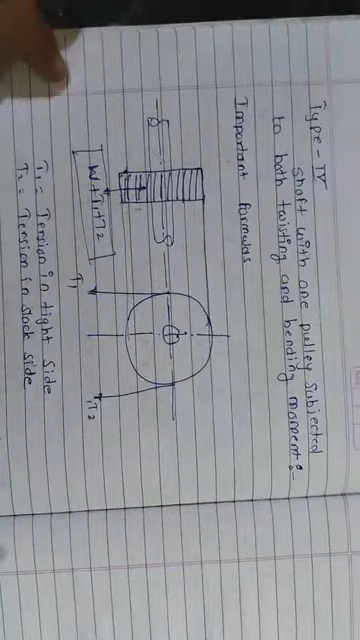 Type - IV
Shaft with one pulley subjected
to both twisting and bending moment :-
Important formulas
W+T1+T2
T1
T2
T1 = Tension in tight side
T2 = Tension in slack side